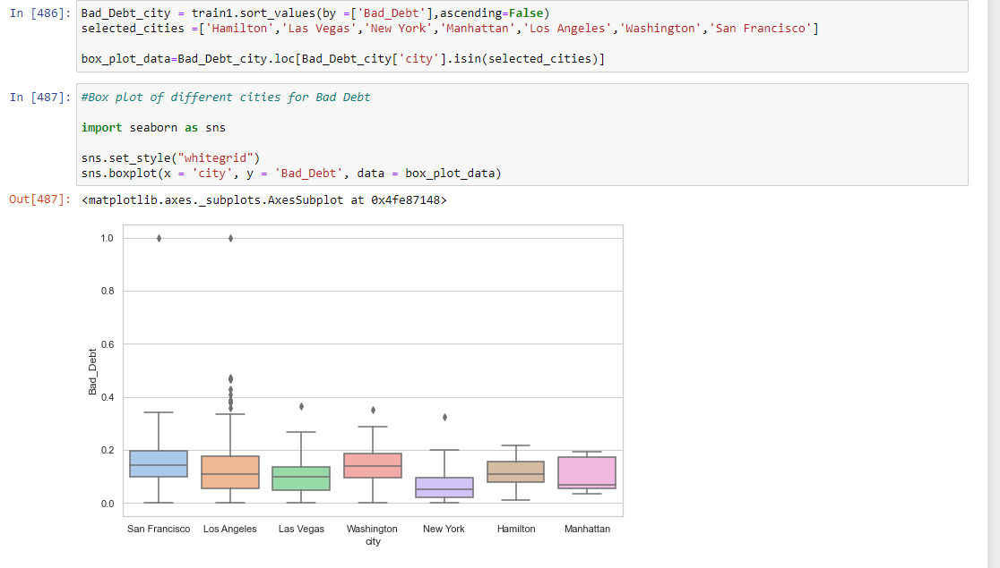 In [486]: Bad_Debt_city = train1.sort_values(by =['Bad_Debt'],ascending=False)
selected_cities =['Hamilton','Las Vegas','New York','Manhattan','Los Angeles','Washington','San Francisco']
box_plot_data=Bad_Debt_city.loc[Bad_Debt_city['city'].isin(selected_cities)]
In [487]: #Box plot of different cities for Bad Debt
import seaborn as sns
sns.set_style("whitegrid")
sns.boxplot(x = 'city', y = 'Bad_Debt', data = box_plot_data)
Out[487]: <matplotlib.axes._subplots.AxesSubplot at 0x4fe87148>
1.0
0.8
0.6
0.4
0.2
0.0
Bad_Debt
San Francisco Los Angeles Las Vegas Washington New York Hamilton Manhattan
city